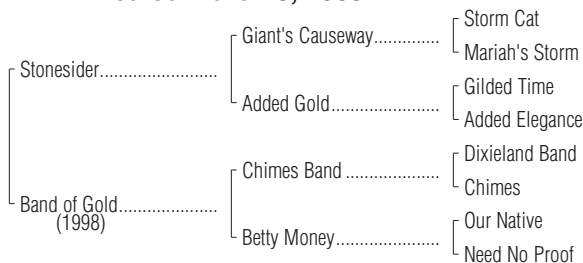 Storm Cat
Giant's Causeway
Mariah's Storm
Stonesider
Gilded Time
Added Gold
Added Elegance
Dixieland Band
Chimes Band
Chimes
Band of Gold
(1998)
Our Native
Betty Money
Need No Proof